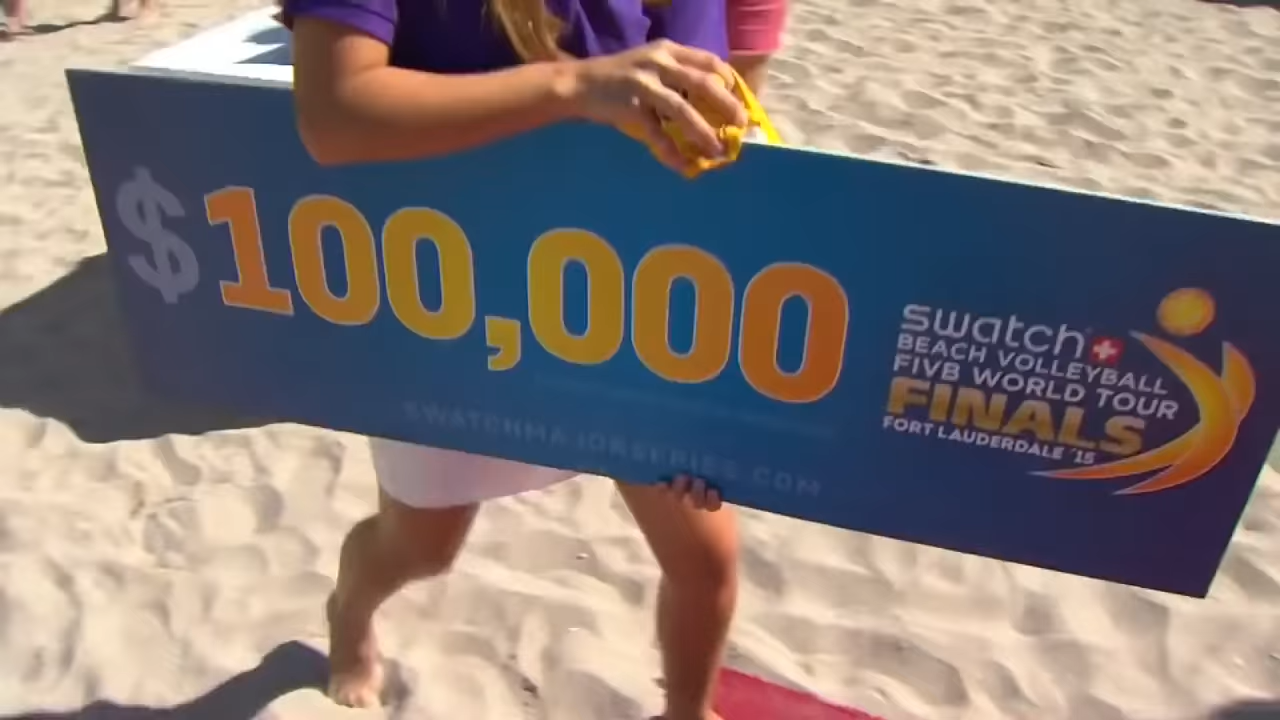 $100,000
swatch
BEACH VOLLEYBALL
FIVB WORLD TOUR
FINALS
FORT LAUDERDALE '15
SWATCHMAJORSERIES.COM